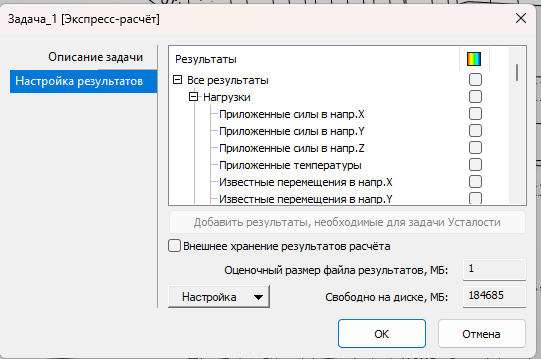 Задача_1 [Экспресс-расчёт]
Описание задачи
Настройка результатов
Результаты
Все результаты
Нагрузки
Приложенные силы в напр.X
Приложенные силы в напр.Y
Приложенные силы в напр.Z
Приложенные температуры
Известные перемещения в напр.X
Известные перемещения в напр.Y
Добавить результаты, необходимые для задачи Усталости
Внешнее хранение результатов расчёта
Оценочный размер файла результатов, МБ: 1
Настройка Свободно на диске, МБ: 184685
OK Отмена